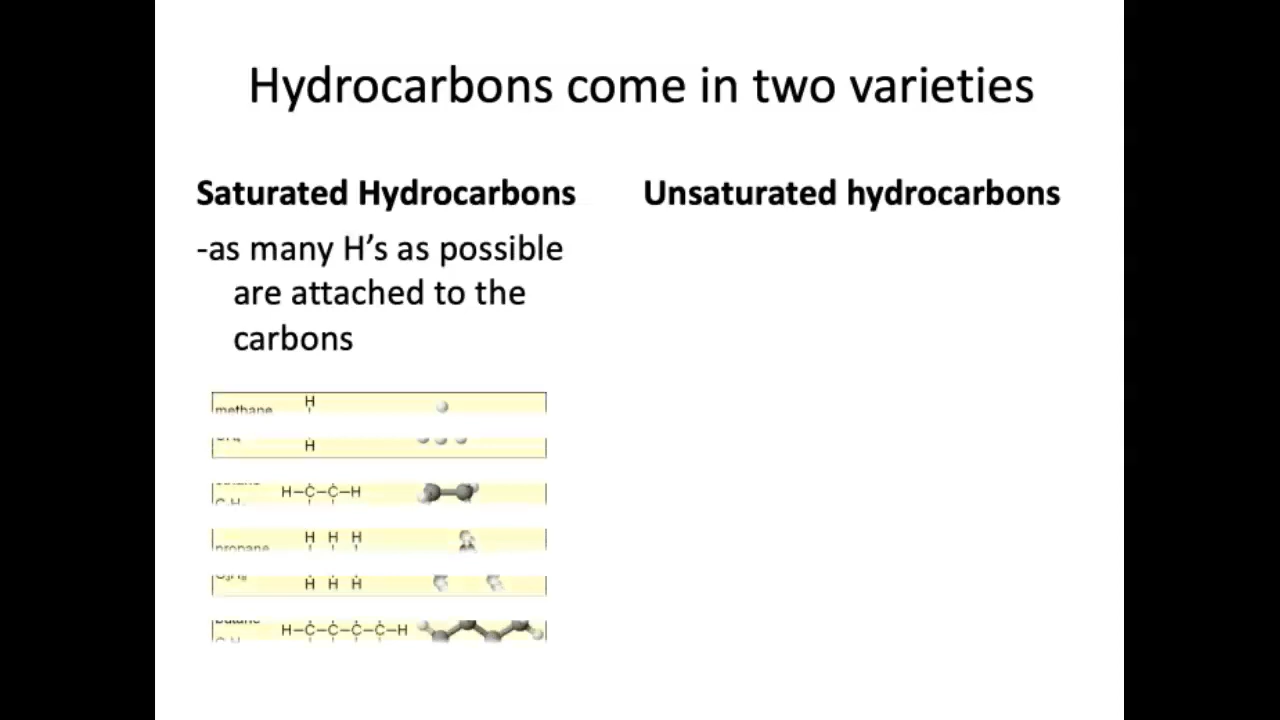 Hydrocarbons come in two varieties
Saturated Hydrocarbons
-as many H's as possible
are attached to the
carbons
Unsaturated hydrocarbons
H
methane
H
H–C–C–H
H H H
propane
H H H
butane H–C–C–C–C–H